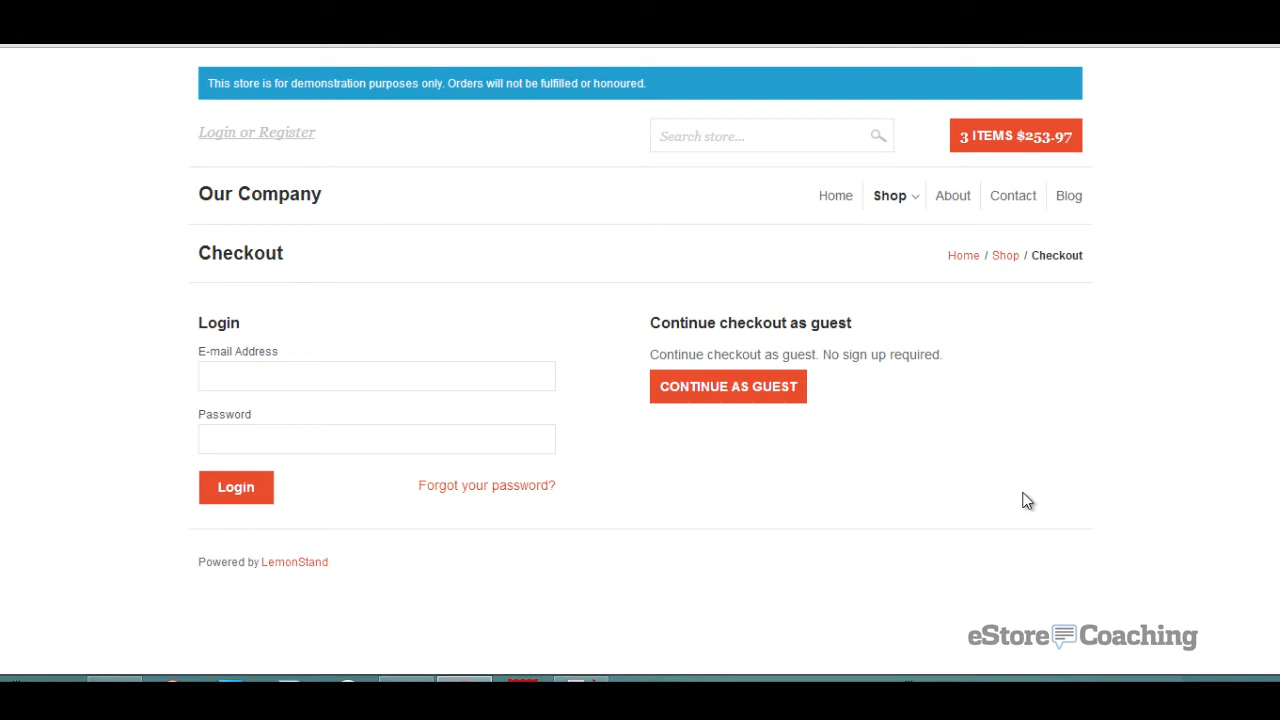 This store is for demonstration purposes only. Orders will not be fulfilled or honoured.
Login or Register
Search store...
3 ITEMS $253.97
Our Company
Home
Shop
About
Contact
Blog
Checkout
Home / Shop / Checkout
Login
E-mail Address
Password
Login
Forgot your password?
Continue checkout as guest
Continue checkout as guest. No sign up required.
CONTINUE AS GUEST
Powered by LemonStand
eStore Coaching